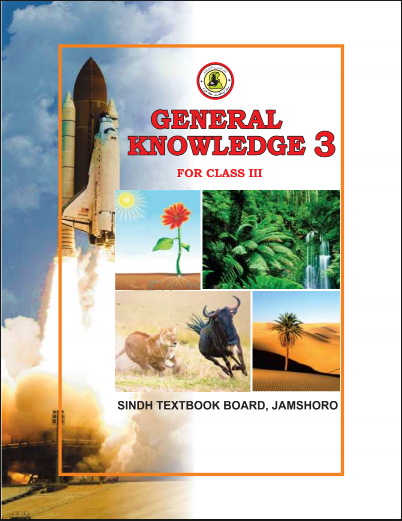 GENERAL
KNOWLEDGE 3
FOR CLASS III
SINDH TEXTBOOK BOARD, JAMSHORO